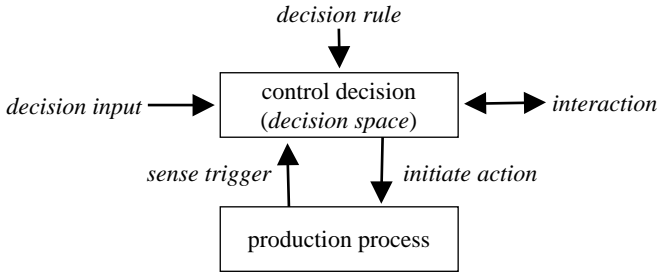 decision rule
decision input
control decision
(decision space)
interaction
sense trigger
initiate action
production process